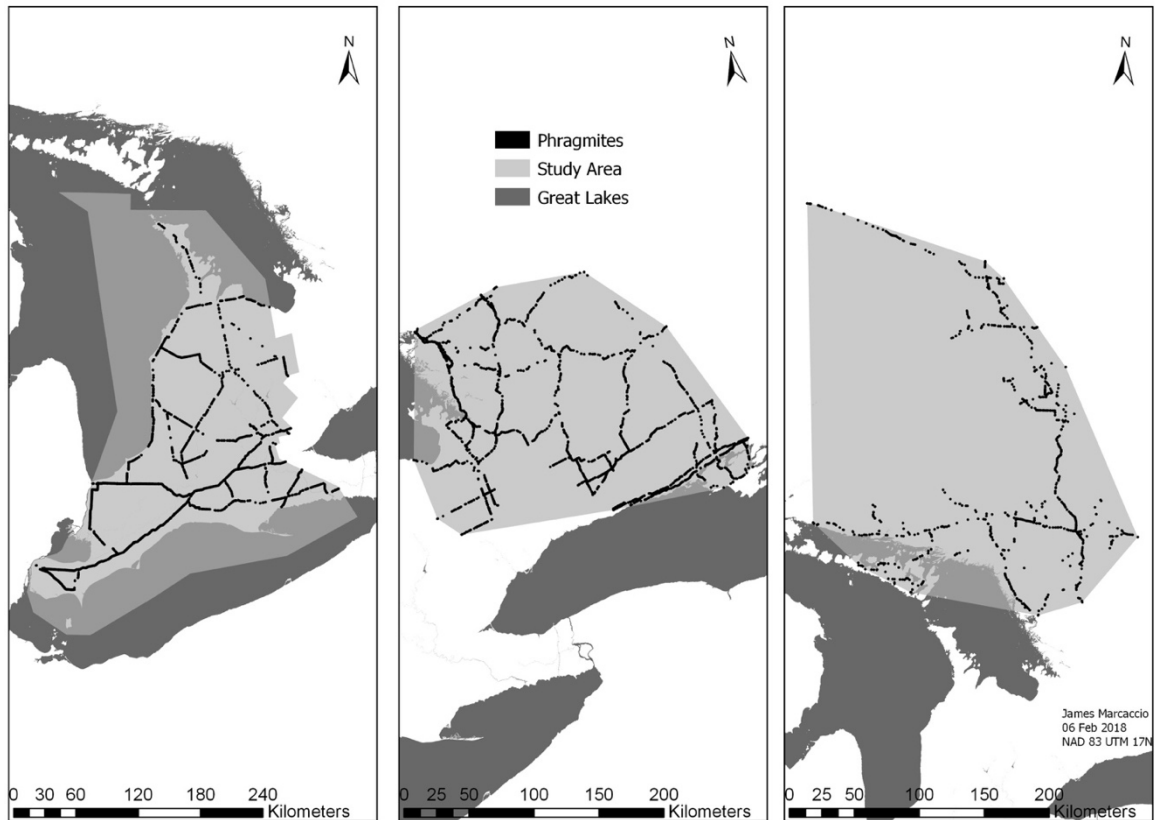 N
N
N
Phragmites
Study Area
Great Lakes
James Marcaccio
06 Feb 2018
NAD 83 UTM 17N
0 30 60 120 180 240
Kilometers
0 25 50 100 150 200
Kilometers
0 25 50 100 150 200
Kilometers